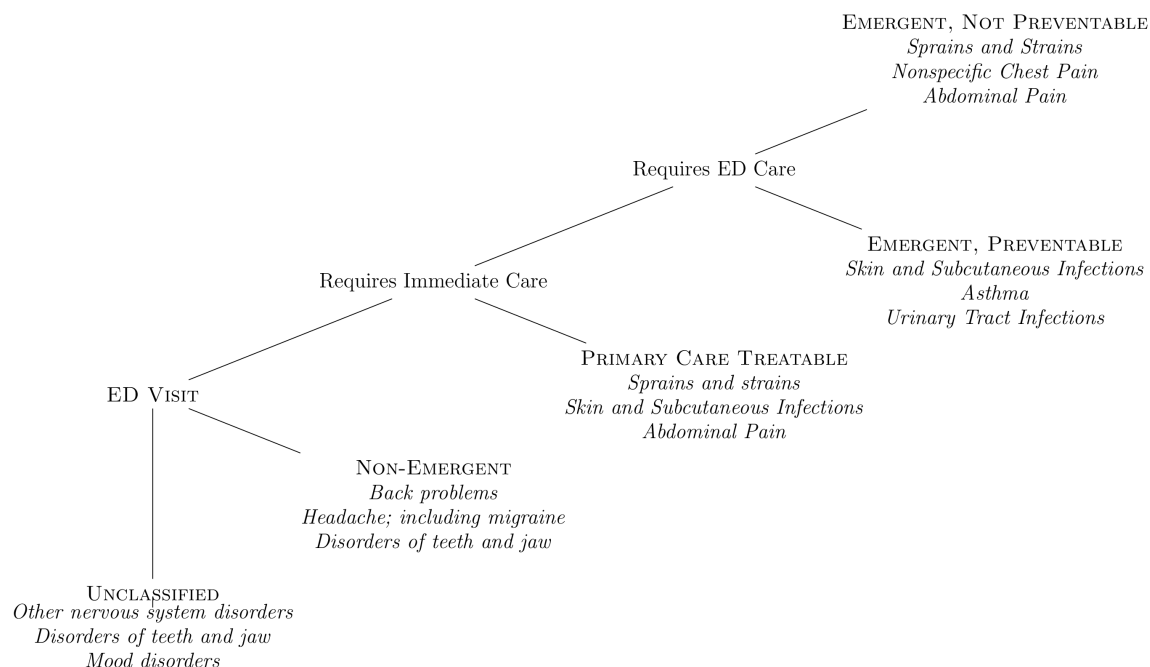 EMERGENT, NOT PREVENTABLE
Sprains and Strains
Nonspecific Chest Pain
Abdominal Pain
Requires ED Care
EMERGENT, PREVENTABLE
Skin and Subcutaneous Infections
Asthma
Urinary Tract Infections
Requires Immediate Care
PRIMARY CARE TREATABLE
Sprains and strains
Skin and Subcutaneous Infections
Abdominal Pain
ED VISIT
NON-EMERGENT
Back problems
Headache; including migraine
Disorders of teeth and jaw
UNCLASSIFIED
Other nervous system disorders
Disorders of teeth and jaw
Mood disorders